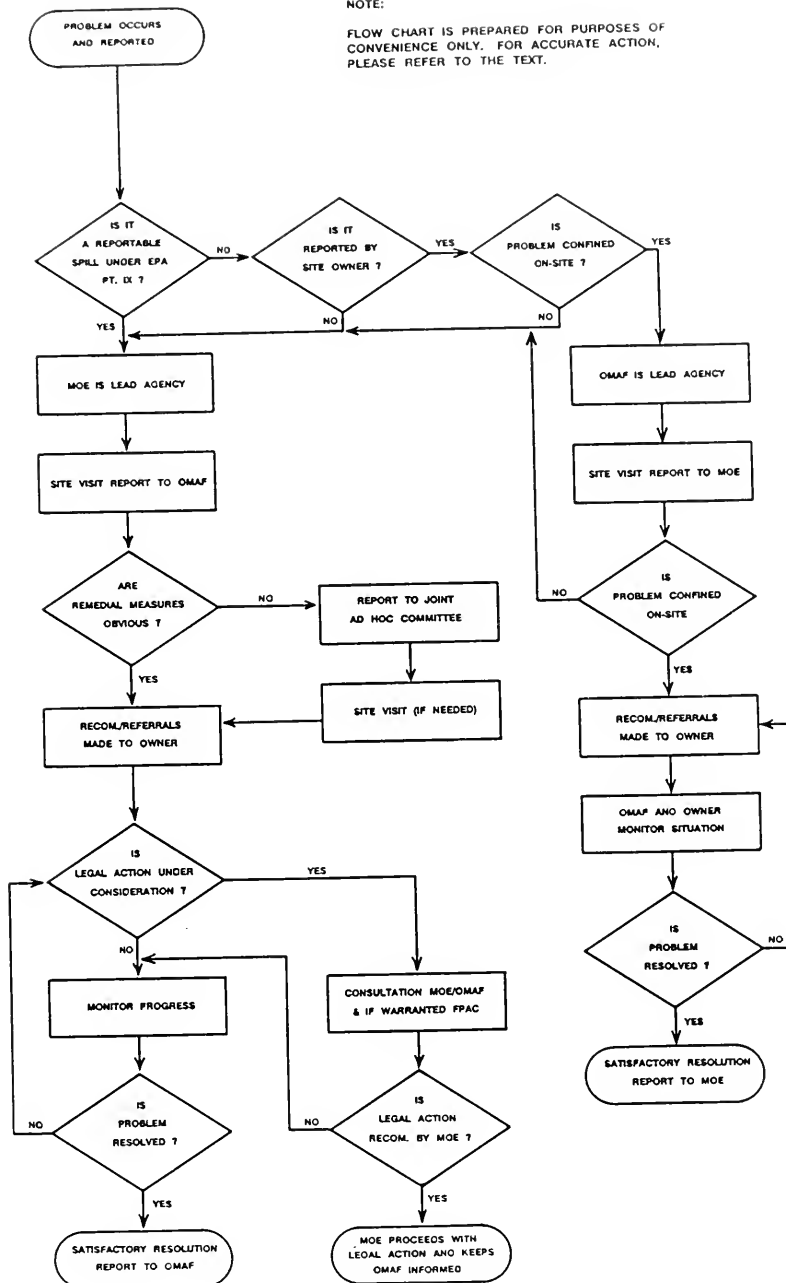 NOTE:
FLOW CHART IS PREPARED FOR PURPOSES OF
CONVENIENCE ONLY. FOR ACCURATE ACTION,
PLEASE REFER TO THE TEXT.
PROBLEM OCCURS
AND REPORTED
IS IT
A REPORTABLE
SPILL UNDER EPA
PT. IX ?
NO
IS IT
REPORTED BY
SITE OWNER ?
YES
IS
PROBLEM CONFINED
ON-SITE ?
YES
YES
NO
NO
MOE IS LEAD AGENCY
OMAF IS LEAD AGENCY
SITE VISIT REPORT TO OMAF
SITE VISIT REPORT TO MOE
ARE
REMEDIAL MEASURES
OBVIOUS ?
NO
REPORT TO JOINT
AD HOC COMMITTEE
NO
IS
PROBLEM CONFINED
ON-SITE
YES
SITE VISIT (IF NEEDED)
YES
RECOM./REFERRALS
MADE TO OWNER
RECOM./REFERRALS
MADE TO OWNER
OMAF AND OWNER
MONITOR SITUATION
IS
LEGAL ACTION UNDER
CONSIDERATION ?
YES
NO
IS
PROBLEM
RESOLVED ?
NO
YES
MONITOR PROGRESS
CONSULTATION MOE/OMAF
& IF WARRANTED FPAC
SATISFACTORY RESOLUTION
REPORT TO MOE
NO
IS
PROBLEM
RESOLVED ?
NO
IS
LEGAL ACTION
RECOM. BY MOE ?
YES
YES
SATISFACTORY RESOLUTION
REPORT TO OMAF
MOE PROCEEDS WITH
LEGAL ACTION AND KEEPS
OMAF INFORMED